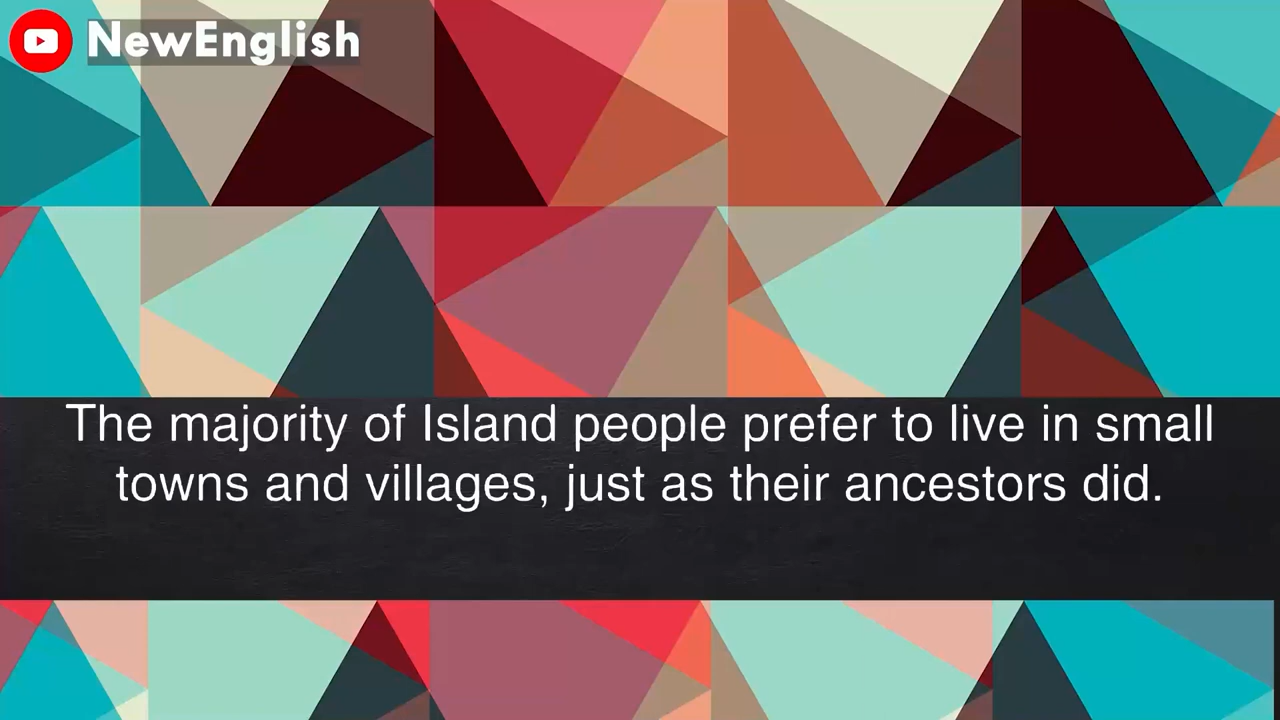 NewEnglish
The majority of Island people prefer to live in small
towns and villages, just as their ancestors did.